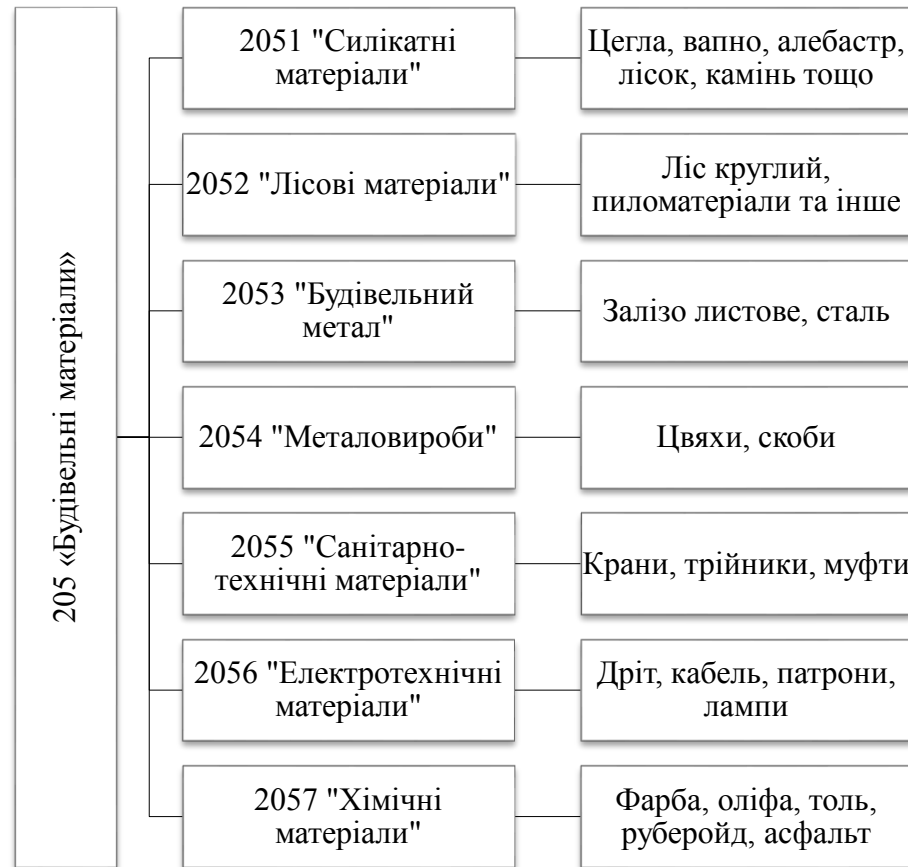 205 «Будівельні матеріали»
2051 "Силікатні
матеріали"
Цегла, вапно, алебастр,
лісок, камінь тощо
2052 "Лісові матеріали"
Ліс круглий,
пиломатеріали та інше
2053 "Будівельний
метал"
Залізо листове, сталь
2054 "Металовироби"
Цвяхи, скоби
2055 "Санітарно-
технічні матеріали"
Крани, трійники, муфти
2056 "Електротехнічні
матеріали"
Дріт, кабель, патрони,
лампи
2057 "Хімічні
матеріали"
Фарба, оліфа, толь,
руберойд, асфальт